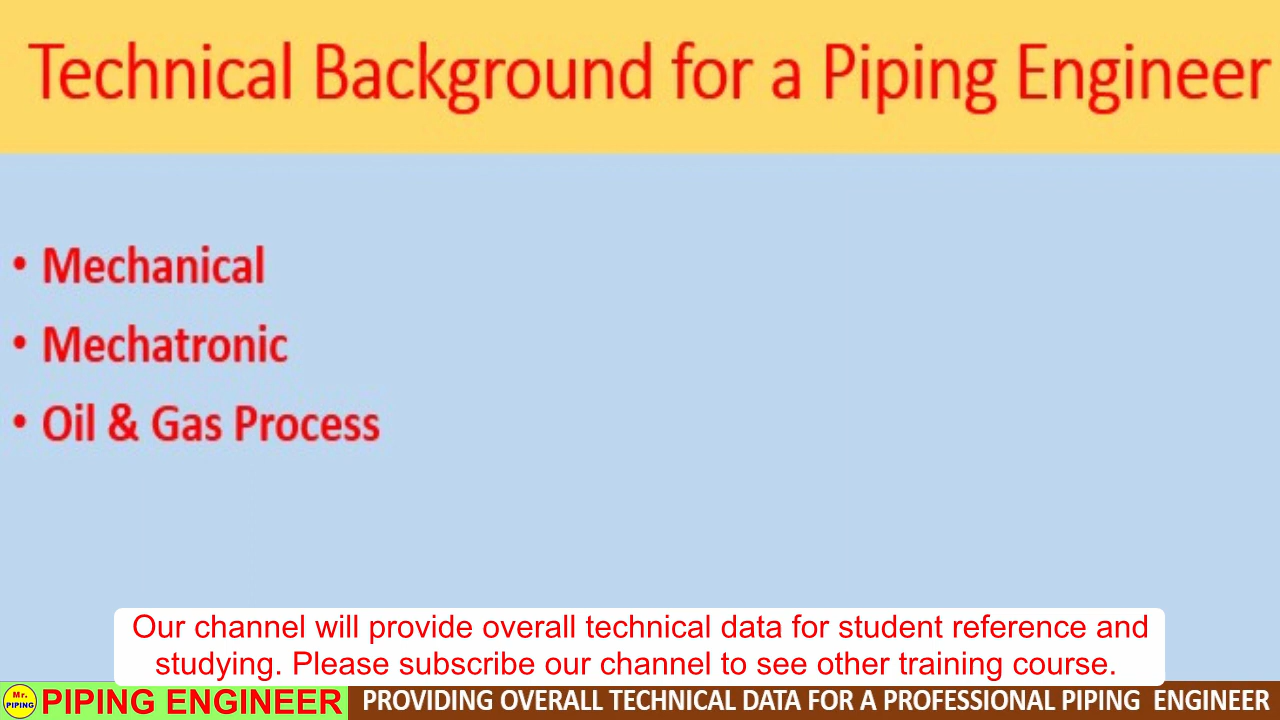 Technical Background for a Piping Engineer
• Mechanical
• Mechatronic
• Oil & Gas Process
Our channel will provide overall technical data for student reference and
studying. Please subscribe our channel to see other training course.
Mr.
PIPING
PIPING ENGINEER
PROVIDING OVERALL TECHNICAL DATA FOR A PROFESSIONAL PIPING ENGINEER